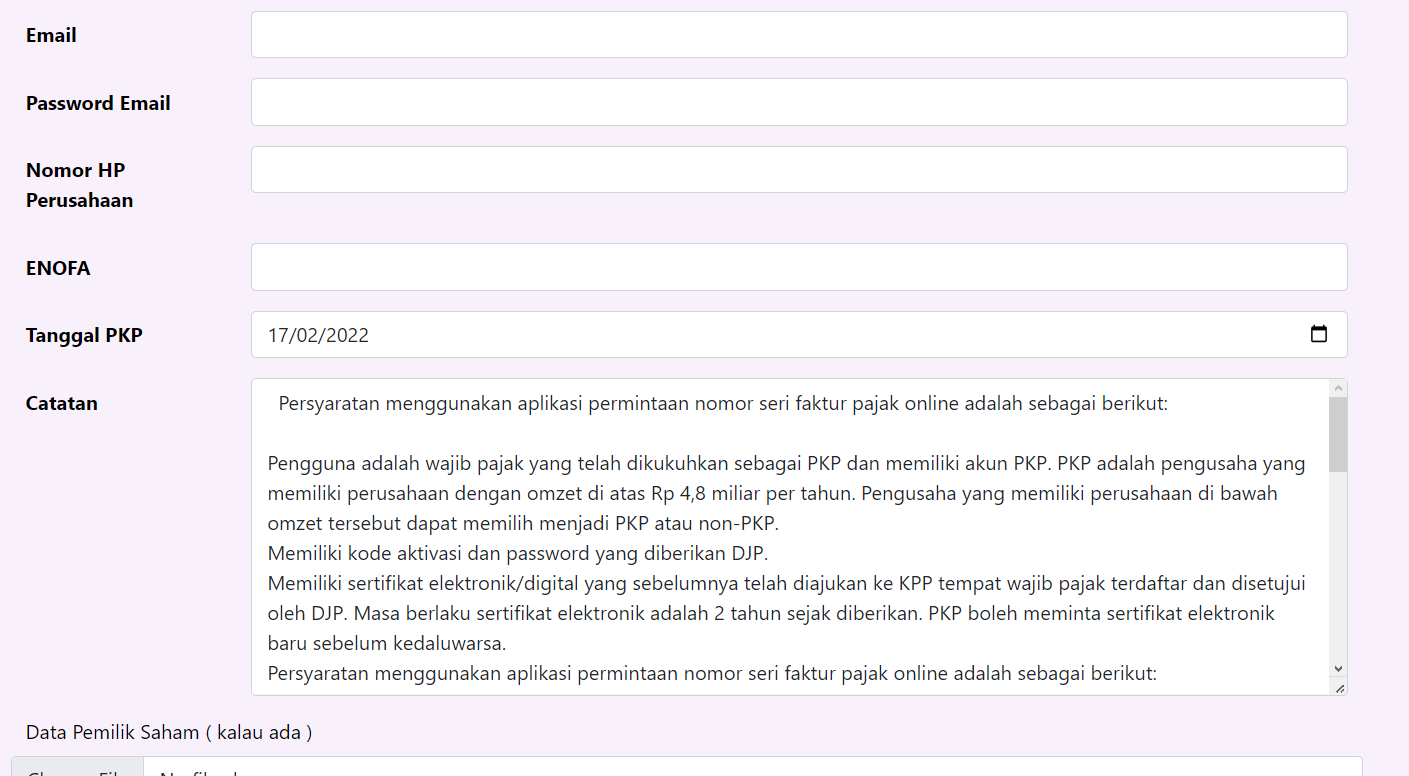 Email
Password Email
Nomor HP
Perusahaan
ENOFA
Tanggal PKP
17/02/2022
Catatan
Persyaratan menggunakan aplikasi permintaan nomor seri faktur pajak online adalah sebagai berikut:
Pengguna adalah wajib pajak yang telah dikukuhkan sebagai PKP dan memiliki akun PKP. PKP adalah pengusaha yang
memiliki perusahaan dengan omzet di atas Rp 4,8 miliar per tahun. Pengusaha yang memiliki perusahaan di bawah
omzet tersebut dapat memilih menjadi PKP atau non-PKP.
Memiliki kode aktivasi dan password yang diberikan DJP.
Memiliki sertifikat elektronik/digital yang sebelumnya telah diajukan ke KPP tempat wajib pajak terdaftar dan disetujui
oleh DJP. Masa berlaku sertifikat elektronik adalah 2 tahun sejak diberikan. PKP boleh meminta sertifikat elektronik
baru sebelum kedaluwarsa.
Persyaratan menggunakan aplikasi permintaan nomor seri faktur pajak online adalah sebagai berikut:
Data Pemilik Saham ( kalau ada )